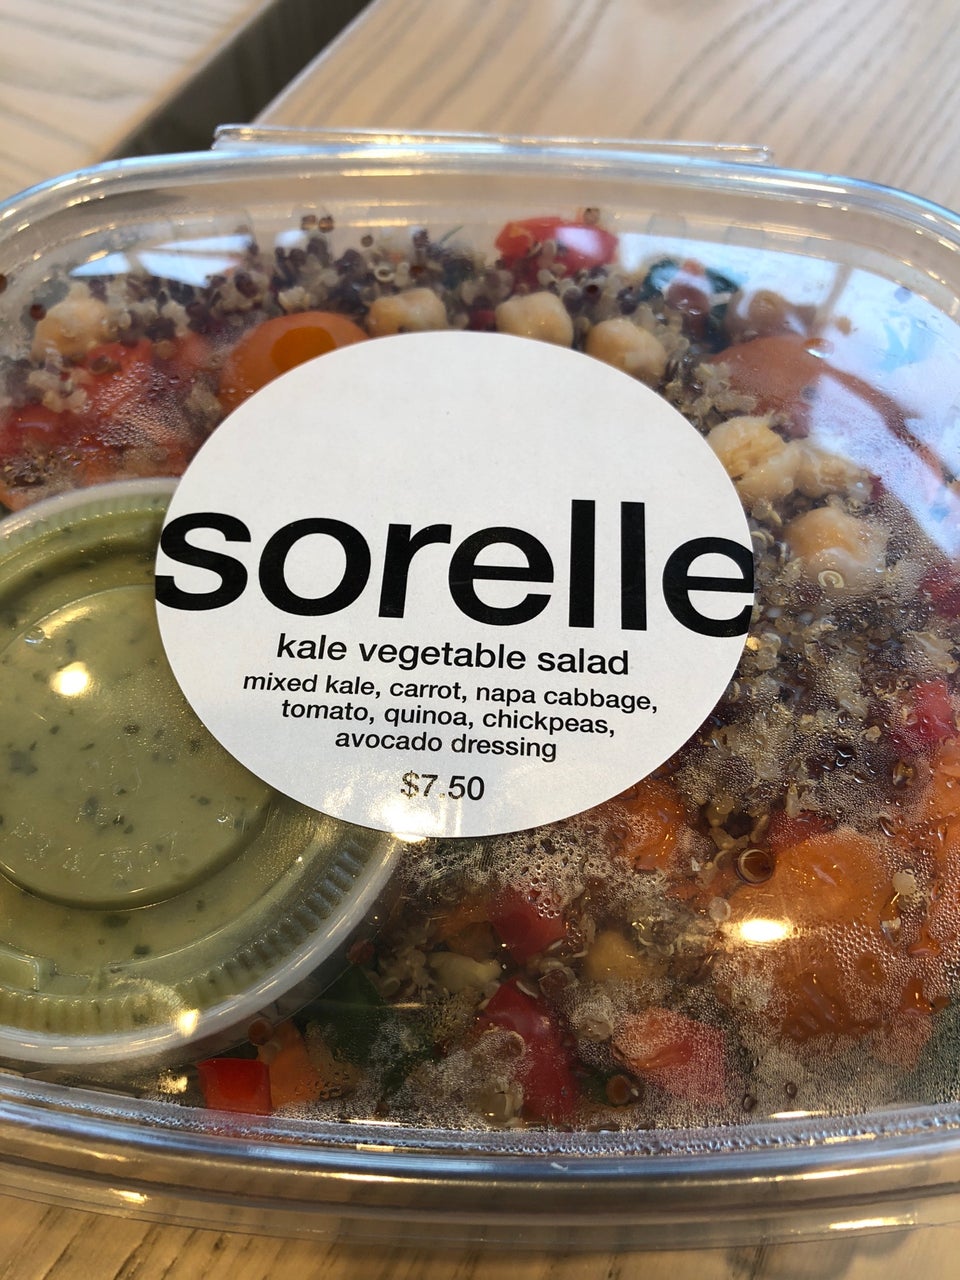 sorelle
kale vegetable salad
mixed kale, carrot, napa cabbage,
tomato, quinoa, chickpeas,
avocado dressing
$7.50